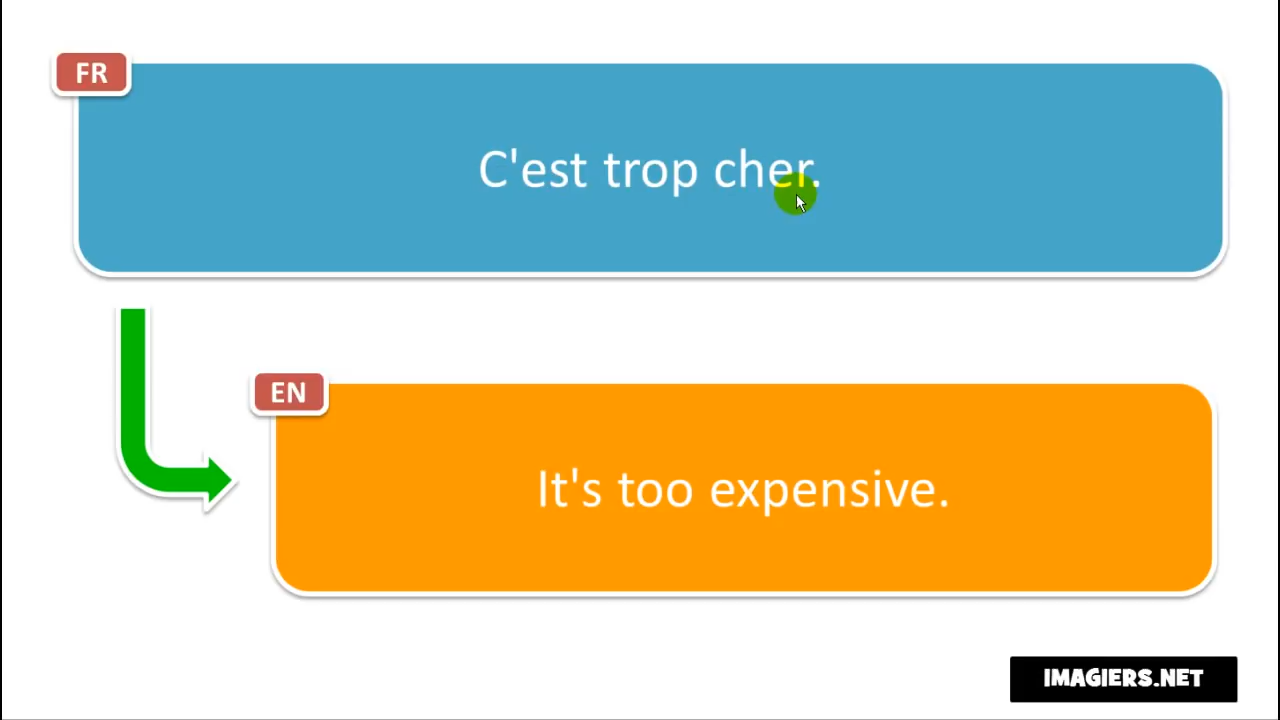 FR
C'est trop cher.
EN
It's too expensive.
IMAGIERS.NET